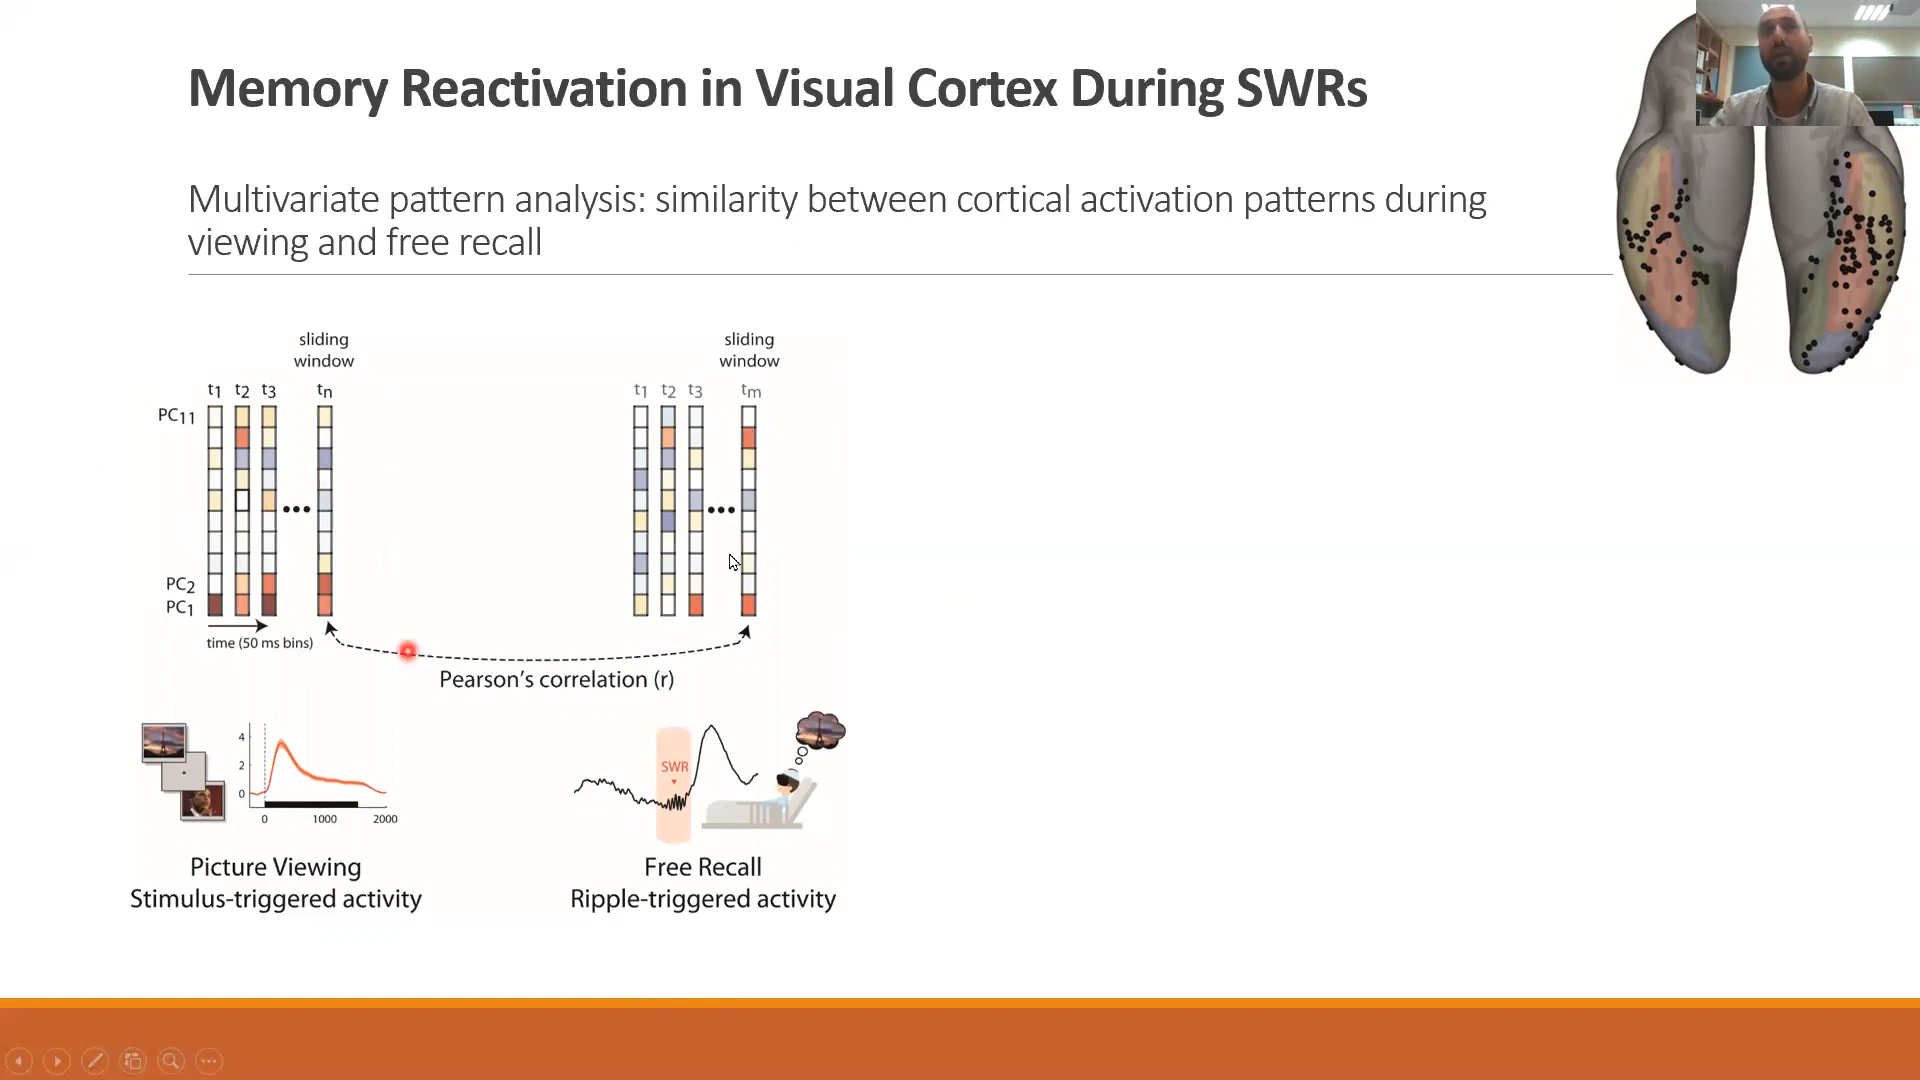 Memory Reactivation in Visual Cortex During SWRs
Multivariate pattern analysis: similarity between cortical activation patterns during
viewing and free recall
sliding
window
sliding
window
t1 t2 t3 tn
t1 t2 t3 tm
PC11
PC2
PC1
time (50 ms bins)
Pearson's correlation (r)
4
2
0
0 1000 2000
SWR
Picture Viewing
Stimulus-triggered activity
Free Recall
Ripple-triggered activity